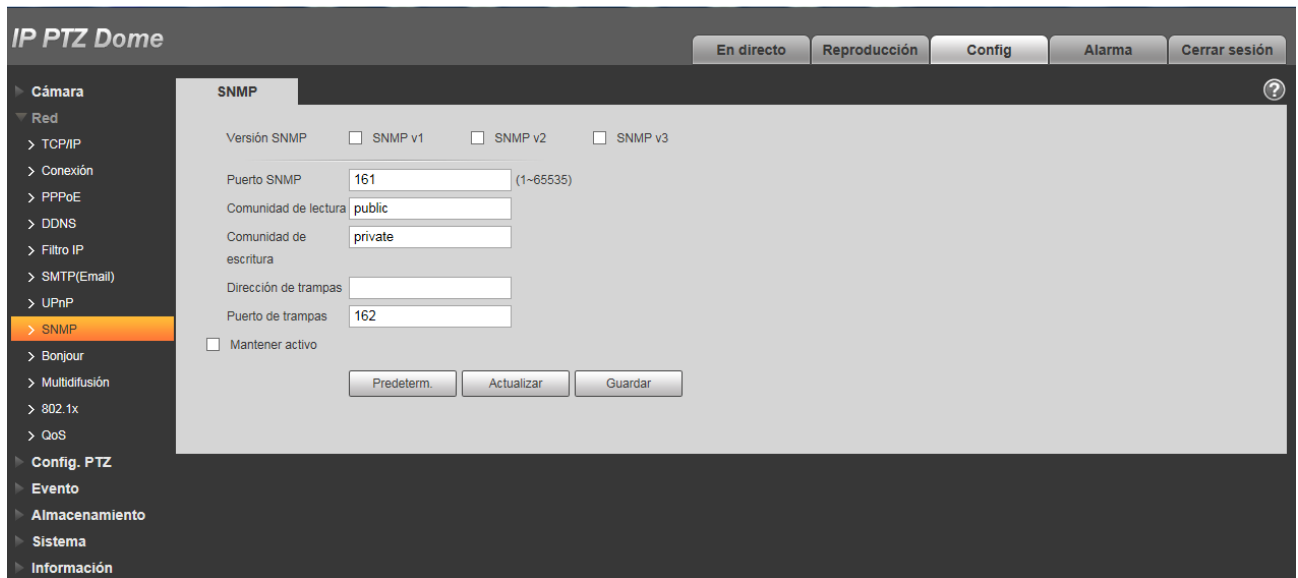 IP PTZ Dome
En directo Reproducción Config Alarma Cerrar sesión
Cámara
Red
> TCP/IP
> Conexión
> PPPoE
> DDNS
> Filtro IP
> SMTP(Email)
> UPnP
> SNMP
> Bonjour
> Multidifusión
> 802.1x
> QoS
Config. PTZ
Evento
Almacenamiento
Sistema
Información
SNMP
?
Versión SNMP SNMP v1 SNMP v2 SNMP v3
Puerto SNMP 161 (1~65535)
Comunidad de lectura public
Comunidad de private
escritura
Dirección de trampas
Puerto de trampas 162
Mantener activo
Predeterm. Actualizar Guardar